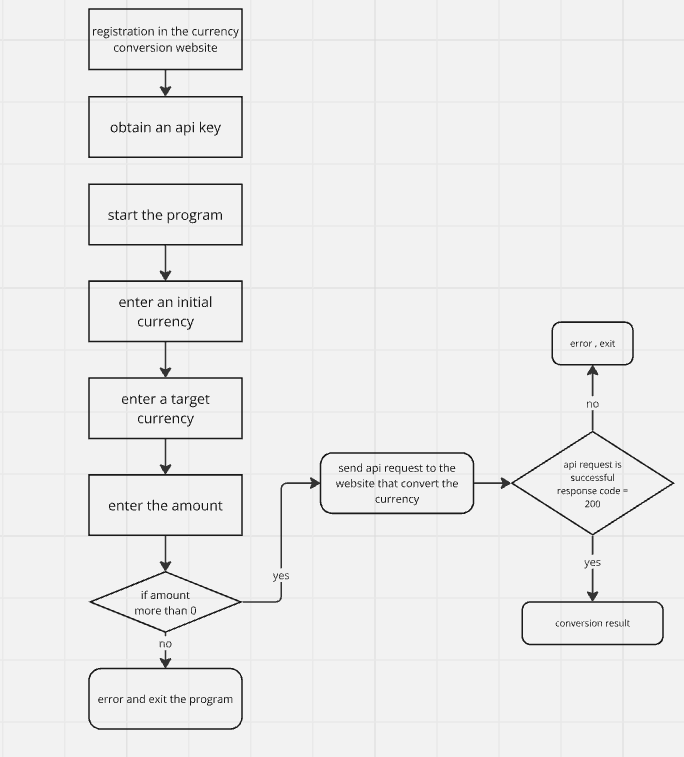 registration in the currency
conversion website
obtain an api key
start the program
enter an initial
currency
enter a target
currency
enter the amount
if amount
more than 0
no
error and exit the program
yes
send api request to the
website that convert the
currency
api request is
successful
response code =
200
no
error , exit
yes
conversion result